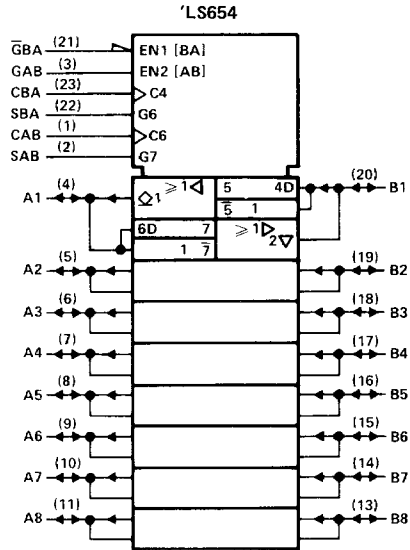 'LS654
G̅BA (21) EN1 [BA]
GAB (3) EN2 [AB]
CBA (23) C4
SBA (22) G6
CAB (1) C6
SAB (2) G7
A1 (4) ◇1 ⩾1◁ 5 4D (20) B1
5̅ 1
6D 7 ⩾1▷
1 7̅ 2▽
A2 (5) (19) B2
A3 (6) (18) B3
A4 (7) (17) B4
A5 (8) (16) B5
A6 (9) (15) B6
A7 (10) (14) B7
A8 (11) (13) B8